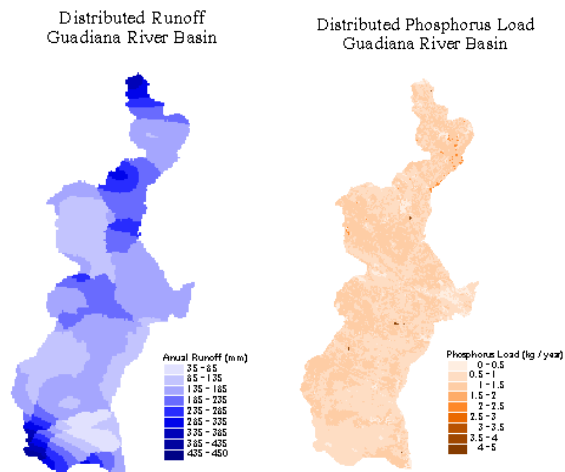 Distributed Runoff
Guadiana River Basin
Distributed Phosphorus Load
Guadiana River Basin
Anual Runoff (mm)
35 - 85
85 - 135
135 - 185
185 - 235
235 - 285
285 - 335
335 - 385
385 - 435
435 - 450
Phosphorus Load (kg / year)
0 - 0.5
0.5 - 1
1 - 1.5
1.5 - 2
2 - 2.5
2.5 - 3
3 - 3.5
3.5 - 4
4 - 5